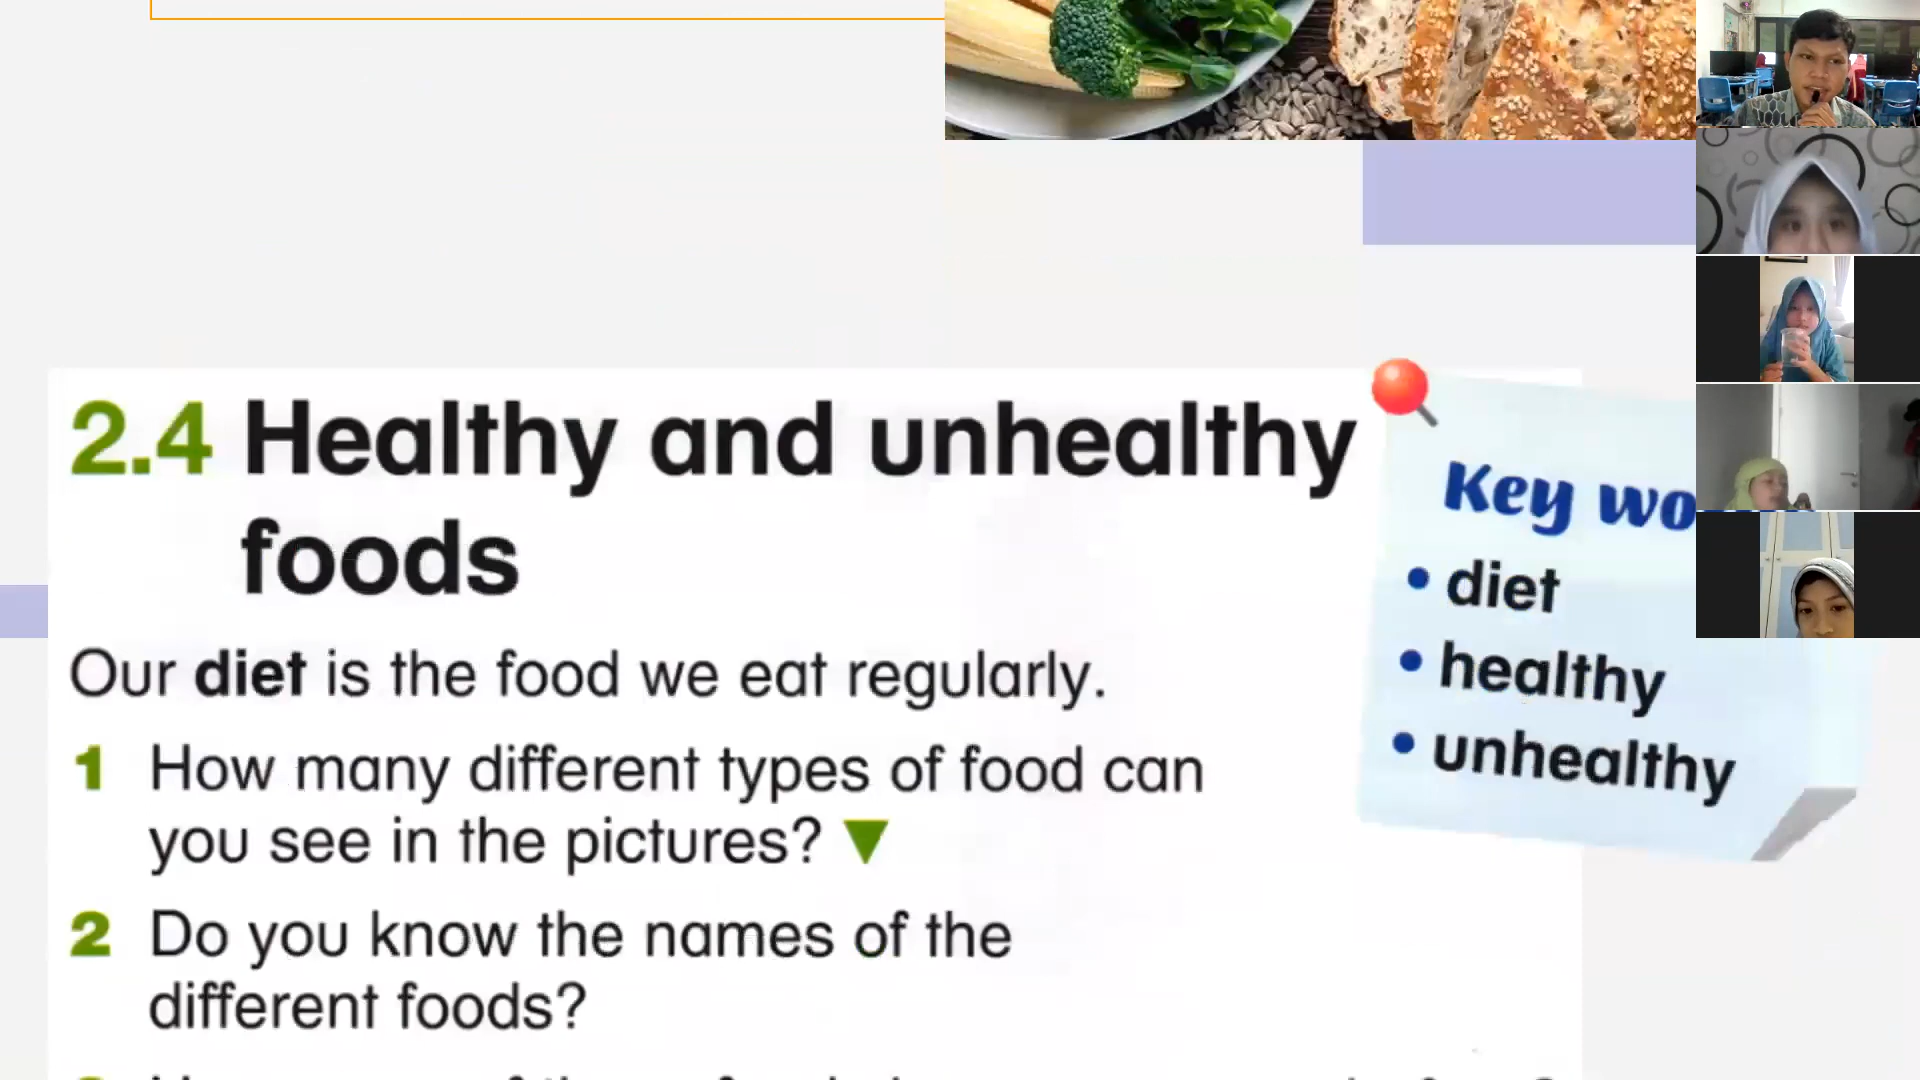 2.4 Healthy and unhealthy
foods
Our diet is the food we eat regularly.
1 How many different types of food can
you see in the pictures?
2 Do you know the names of the
different foods?
Key
• diet
• healthy
• unhealthy